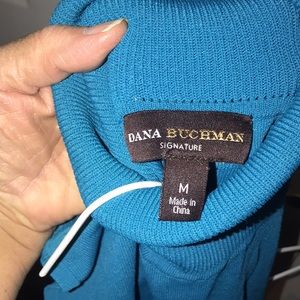 DANA BUCHMAN
SIGNATURE
M
Made in
China